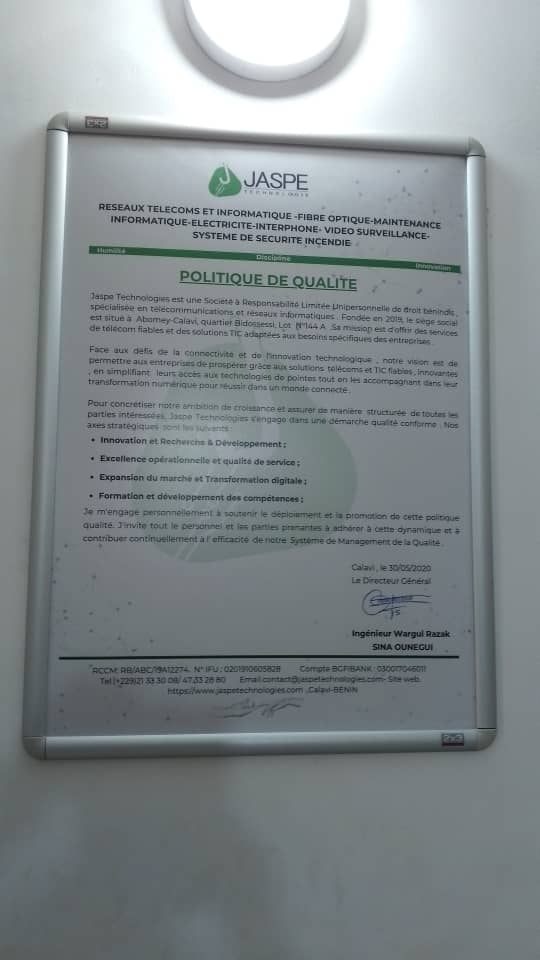 JASPE
TECHNOLOGIE
RESEAUX TELECOMS ET INFORMATIQUE -FIBRE OPTIQUE-MAINTENANCE
INFORMATIQUE-ELECTRICITE-INTERPHONE- VIDEO SURVEILLANCE-
SYSTEME DE SECURITE INCENDIE
Humilité Discipline Innovation
POLITIQUE DE QUALITE
Jaspe Technologies est une Société à Responsabilité Limitée Unipersonnelle de droit béninois ,
spécialisée en télécommunications et réseaux informatiques . Fondée en 2019, le siège social
est situé à Abomey-Calavi, quartier Bidossessi, Lot N°144 A .Sa mission est d'offrir des services
de télécom fiables et des solutions TIC adaptées aux besoins spécifiques des entreprises .
Face aux défis de la connectivité et de l'innovation technologique , notre vision est de
permettre aux entreprises de prospérer grâce aux solutions télécoms et TIC fiables , innovantes
, en simplifiant leurs accès aux technologies de pointes tout en les accompagnant dans leur
transformation numérique pour réussir dans un monde connecté .
Pour concrétiser notre ambition de croissance et assurer de manière structurée de toutes les
parties intéressées, Jaspe Technologies s'engage dans une démarche qualité conforme . Nos
axes stratégiques sont les suivants :
• Innovation et Recherche & Développement ;
• Excellence opérationnelle et qualité de service ;
• Expansion du marché et Transformation digitale ;
• Formation et développement des compétences ;
Je m'engage personnellement à soutenir le déploiement et la promotion de cette politique
qualité. J'invite tout le personnel et les parties prenantes à adhérer à cette dynamique et à
contribuer continuellement à l' efficacité de notre Système de Management de la Qualité .
Calavi , le 30/05/2020
Le Directeur Général
Ingénieur Wargui Razak
SINA OUNEGUI
RCCM: RB/ABC/19A12274. N° IFU : 0201910605828 Compte BGFIBANK : 030017046011
Tel:(+229)21 33 30 08/ 47 33 28 80 Email:contact@jaspetechnologies.com- Site web.
https://www.jaspetechnologies.com .,Calavi-BENIN